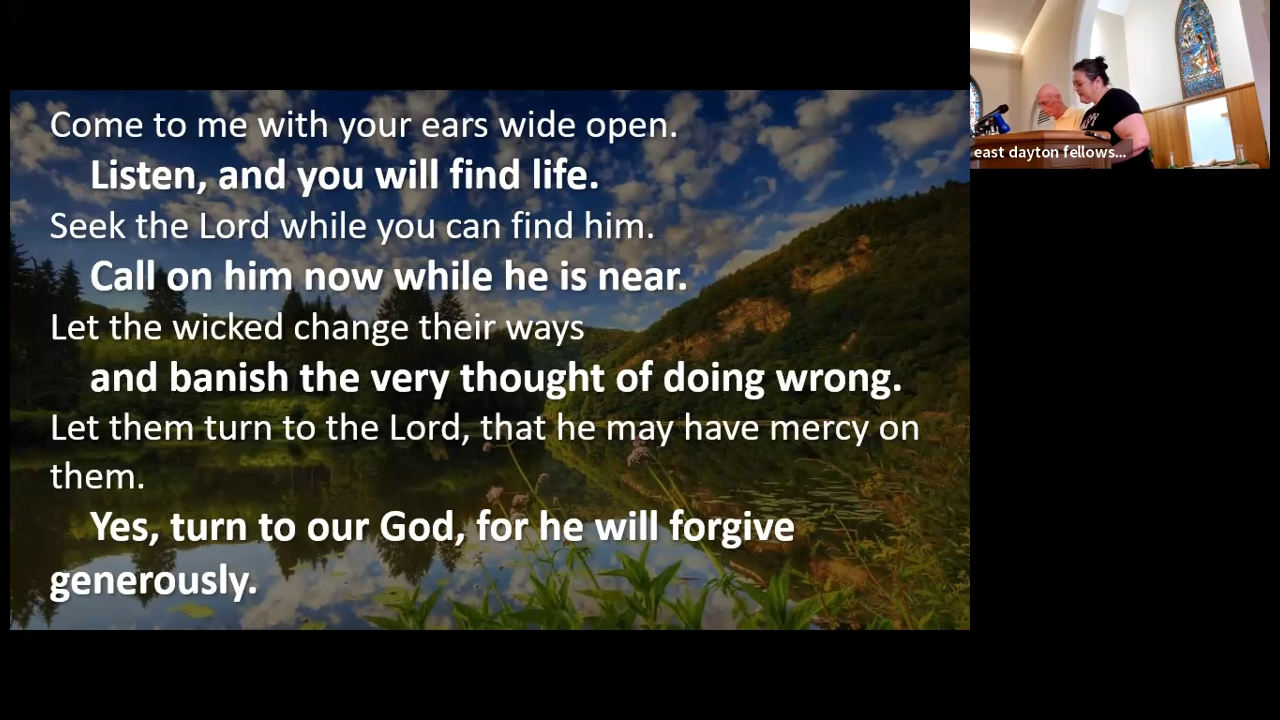 Come to me with your ears wide open.
Listen, and you will find life.
Seek the Lord while you can find him.
Call on him now while he is near.
Let the wicked change their ways
and banish the very thought of doing wrong.
Let them turn to the Lord, that he may have mercy on
them.
Yes, turn to our God, for he will forgive
generously.
east dayton fellows...